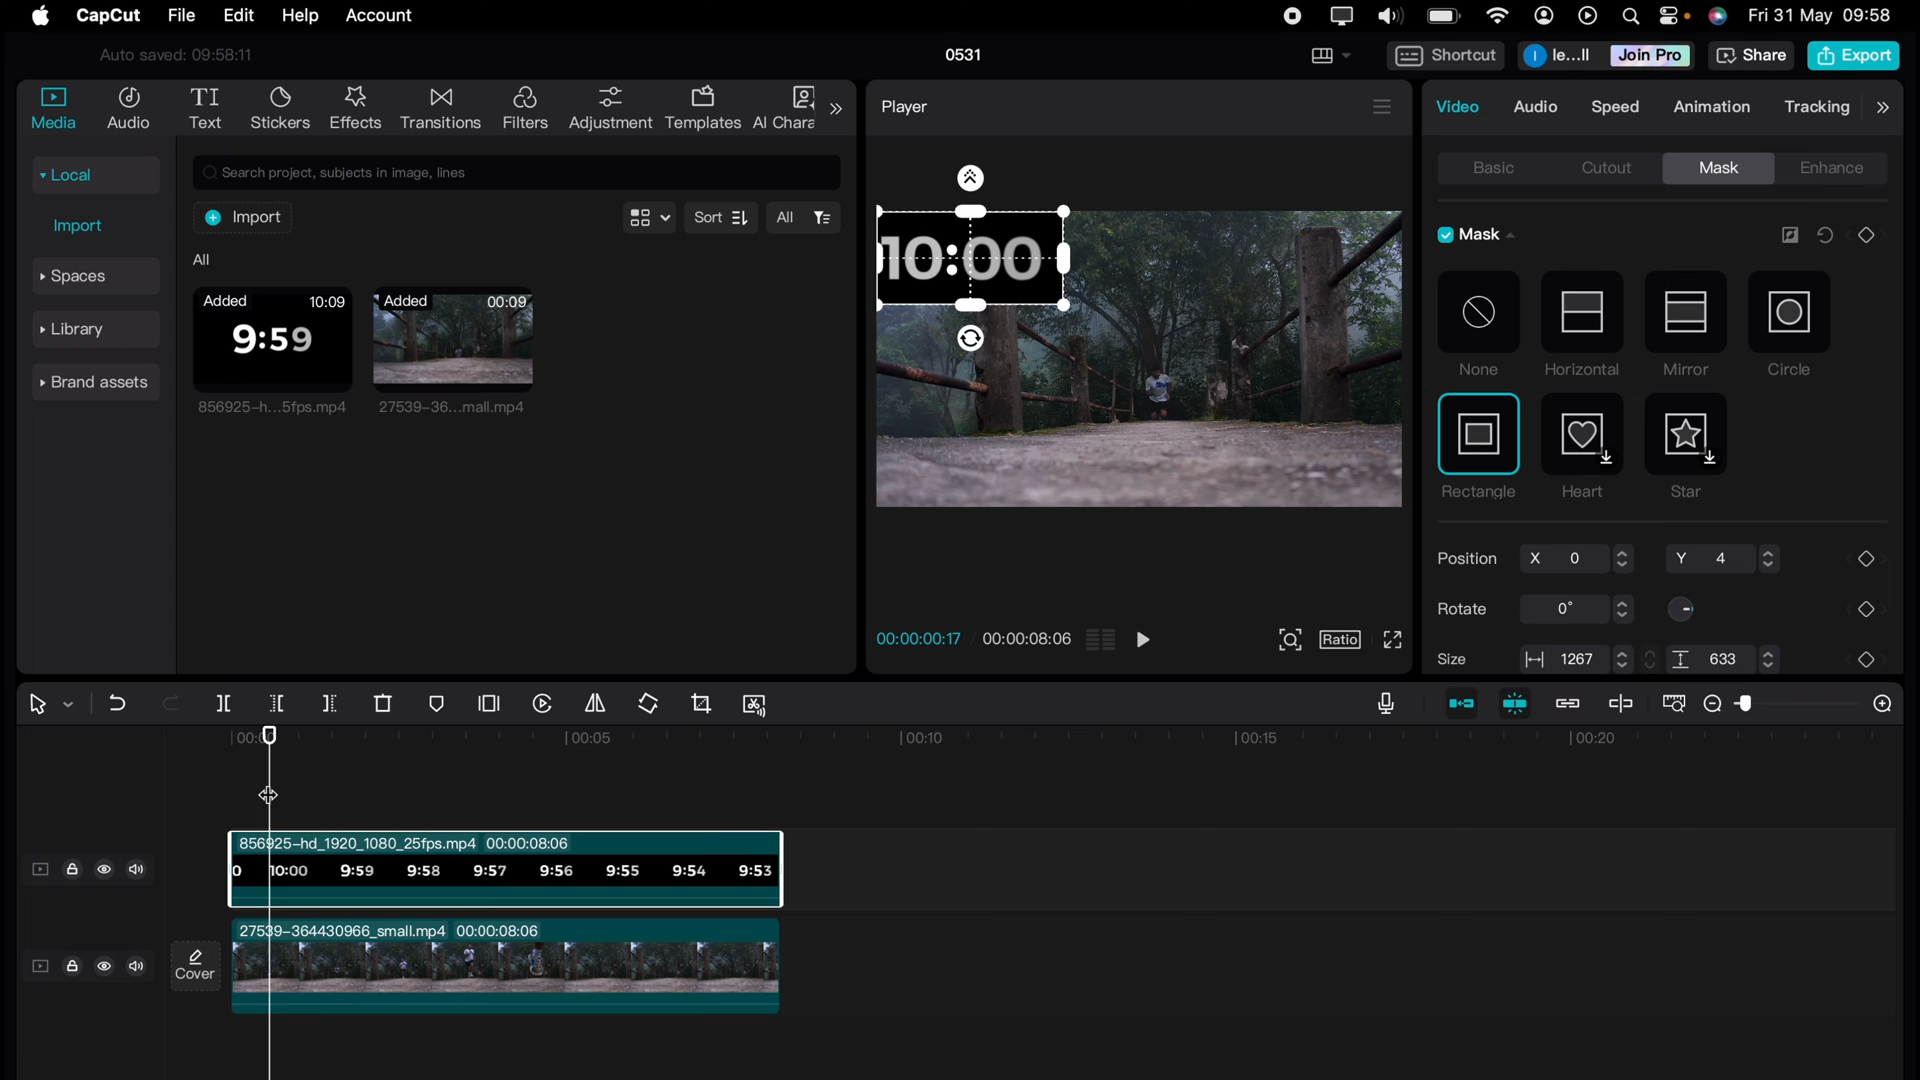 CapCut File Edit Help Account Fri 31 May 09:58
Auto saved: 09:58:11 0531 Shortcut le...ll Join Pro Share Export
Media Audio Text Stickers Effects Transitions Filters Adjustment Templates AI Chara
Local
Import
Spaces
Library
Brand assets
Search project, subjects in image, lines
Import Sort All
All
Added 10:09
9:59
856925-h...5fps.mp4
Added 00:09
27539-36...mall.mp4
Player
10:00
00:00:00:17 / 00:00:08:06 Ratio
Video Audio Speed Animation Tracking
Basic Cutout Mask Enhance
Mask
None Horizontal Mirror Circle
Rectangle Heart Star
Position X 0 Y 4
Rotate 0°
Size 1267 633
00:00 00:05 00:10 00:15 00:20
856925-hd_1920_1080_25fps.mp4 00:00:08:06
0 10:00 9:59 9:58 9:57 9:56 9:55 9:54 9:53
Cover
27539-364430966_small.mp4 00:00:08:06